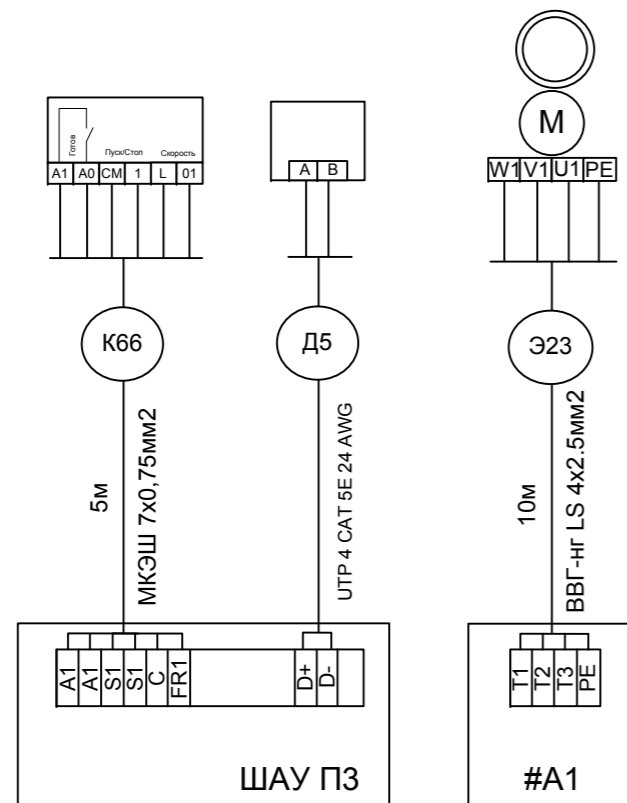 M
Готов
Пуск/Стоп Скорость
A1 A0 CM 1 L 01
A B
W1 V1 U1 PE
К66
Д5
Э23
5м
МКЭШ 7х0,75мм2
UTP 4 CAT 5E 24 AWG
10м
ВВГ-нг LS 4х2.5мм2
A1 A1 S1 S1 C FR1
D+ D-
T1 T2 T3 PE
ШАУ П3
#A1